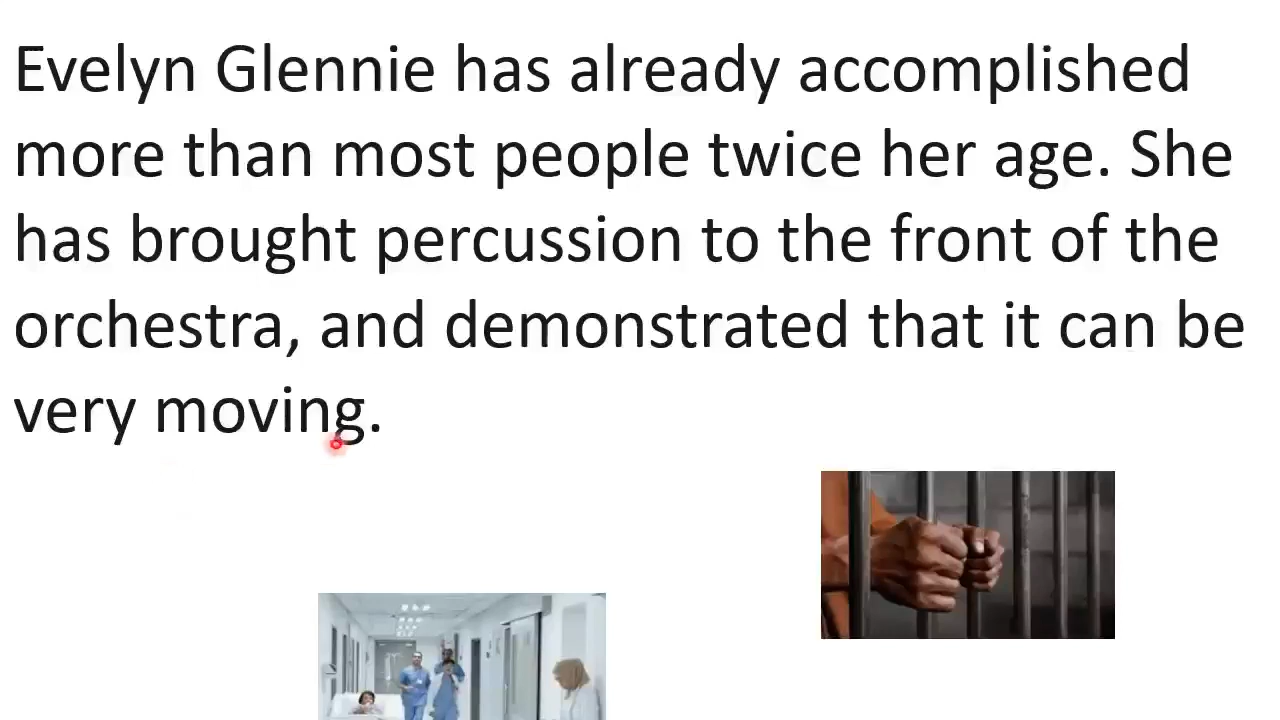 Evelyn Glennie has already accomplished
more than most people twice her age. She
has brought percussion to the front of the
orchestra, and demonstrated that it can be
very moving.